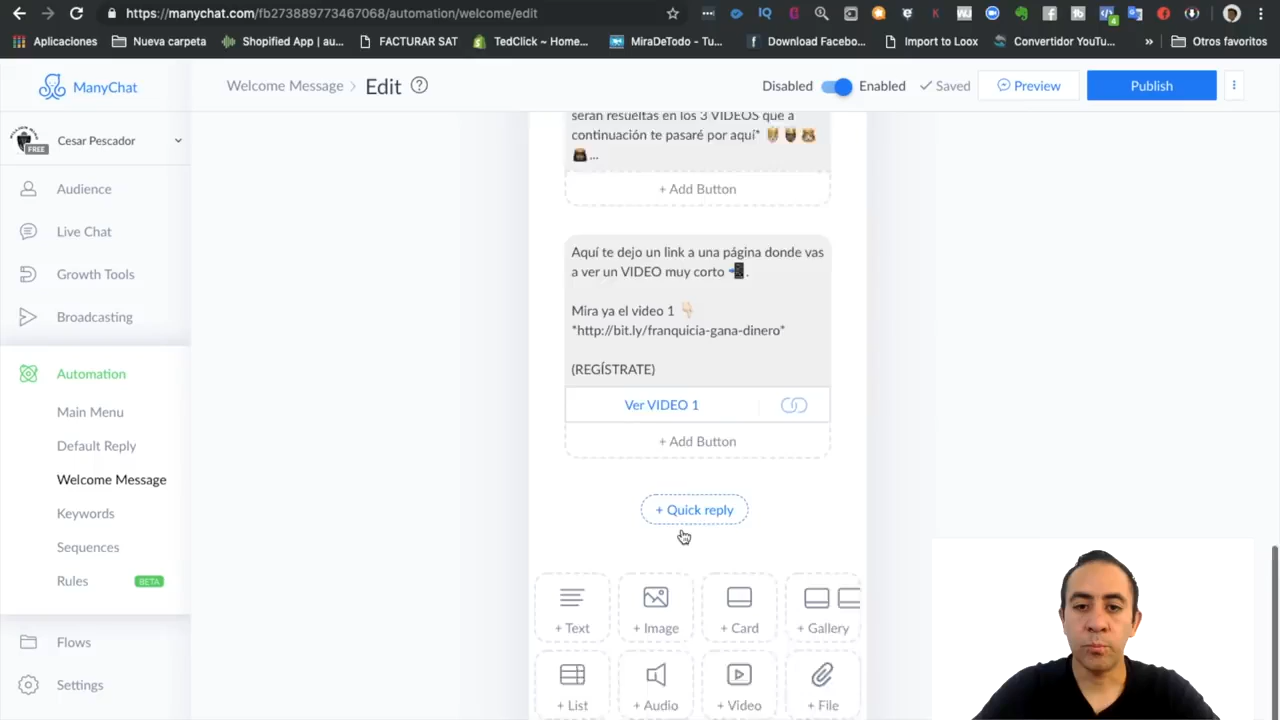 https://manychat.com/fb273889773467068/automation/welcome/edit
Aplicaciones
Nueva carpeta
Shopified App | au...
FACTURAR SAT
TedClick ~ Home...
MiraDeTodo - Tu...
Download Facebo...
Import to Loox
Convertidor YouTu...
»
Otros favoritos
ManyChat
Welcome Message > Edit
Disabled
Enabled
Saved
Preview
Publish
Cesar Pescador
FREE
Audience
Live Chat
Growth Tools
Broadcasting
Automation
Main Menu
Default Reply
Welcome Message
Keywords
Sequences
Rules BETA
Flows
Settings
serán resueltas en los 3 VIDEOS que a
continuación te pasaré por aquí*
...
+ Add Button
Aquí te dejo un link a una página donde vas
a ver un VIDEO muy corto .
Mira ya el video 1
*http://bit.ly/franquicia-gana-dinero*
(REGÍSTRATE)
Ver VIDEO 1
+ Add Button
+ Quick reply
+ Text
+ Image
+ Card
+ Gallery
+ List
+ Audio
+ Video
+ File